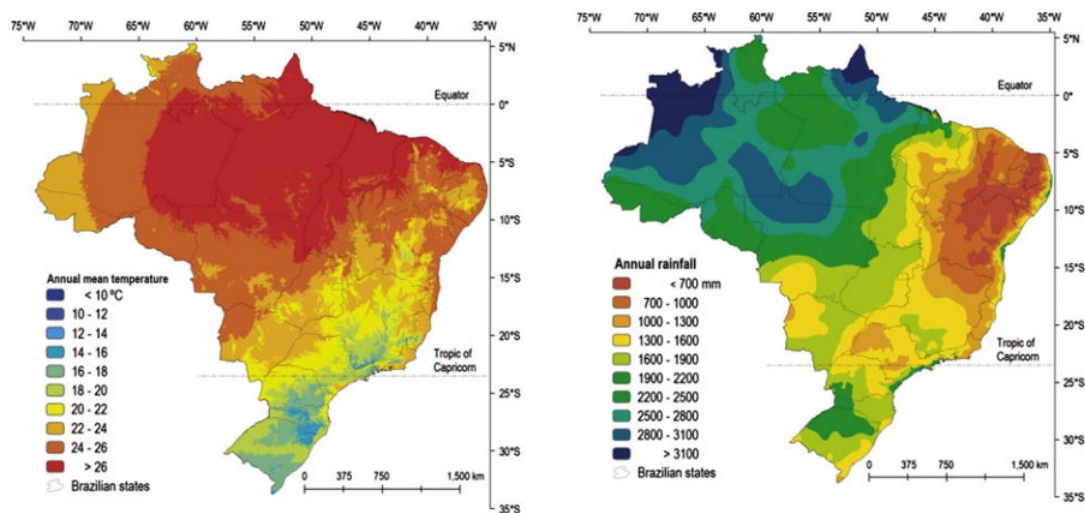 75°W 70°W 65°W 60°W 55°W 50°W 45°W 40°W 35°W
5°N
Equator
0°
5°S
10°S
15°S
20°S
Tropic of
Capricorn
25°S
30°S
35°S
Annual mean temperature
< 10 ºC
10 - 12
12 - 14
14 - 16
16 - 18
18 - 20
20 - 22
22 - 24
24 - 26
> 26
Brazilian states
0 375 750 1,500 km
75°W 70°W 65°W 60°W 55°W 50°W 45°W 40°W 35°W
5°N
Equator
0°
5°S
10°S
15°S
20°S
Tropic of
Capricorn
25°S
30°S
35°S
Annual rainfall
< 700 mm
700 - 1000
1000 - 1300
1300 - 1600
1600 - 1900
1900 - 2200
2200 - 2500
2500 - 2800
2800 - 3100
> 3100
Brazilian states
0 375 750 1,500 km